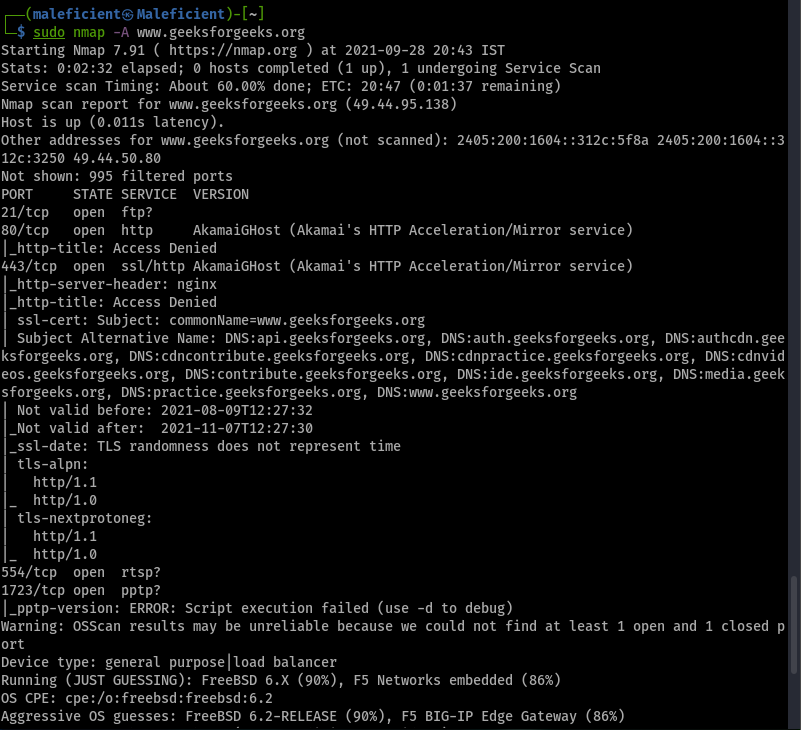 ┌──(maleficient㉿Maleficient)-[~]
└─$ sudo nmap -A www.geeksforgeeks.org
Starting Nmap 7.91 ( https://nmap.org ) at 2021-09-28 20:43 IST
Stats: 0:02:32 elapsed; 0 hosts completed (1 up), 1 undergoing Service Scan
Service scan Timing: About 60.00% done; ETC: 20:47 (0:01:37 remaining)
Nmap scan report for www.geeksforgeeks.org (49.44.95.138)
Host is up (0.011s latency).
Other addresses for www.geeksforgeeks.org (not scanned): 2405:200:1604::312c:5f8a 2405:200:1604::3
12c:3250 49.44.50.80
Not shown: 995 filtered ports
PORT     STATE SERVICE  VERSION
21/tcp   open  ftp?
80/tcp   open  http     AkamaiGHost (Akamai's HTTP Acceleration/Mirror service)
|_http-title: Access Denied
443/tcp  open  ssl/http AkamaiGHost (Akamai's HTTP Acceleration/Mirror service)
|_http-server-header: nginx
|_http-title: Access Denied
| ssl-cert: Subject: commonName=www.geeksforgeeks.org
| Subject Alternative Name: DNS:api.geeksforgeeks.org, DNS:auth.geeksforgeeks.org, DNS:authcdn.gee
ksforgeeks.org, DNS:cdncontribute.geeksforgeeks.org, DNS:cdnpractice.geeksforgeeks.org, DNS:cdnvid
eos.geeksforgeeks.org, DNS:contribute.geeksforgeeks.org, DNS:ide.geeksforgeeks.org, DNS:media.geek
sforgeeks.org, DNS:practice.geeksforgeeks.org, DNS:www.geeksforgeeks.org
| Not valid before: 2021-08-09T12:27:32
|_Not valid after:  2021-11-07T12:27:30
|_ssl-date: TLS randomness does not represent time
| tls-alpn:
|   http/1.1
|_  http/1.0
| tls-nextprotoneg:
|   http/1.1
|_  http/1.0
554/tcp  open  rtsp?
1723/tcp open  pptp?
|_pptp-version: ERROR: Script execution failed (use -d to debug)
Warning: OSScan results may be unreliable because we could not find at least 1 open and 1 closed p
ort
Device type: general purpose|load balancer
Running (JUST GUESSING): FreeBSD 6.X (90%), F5 Networks embedded (86%)
OS CPE: cpe:/o:freebsd:freebsd:6.2
Aggressive OS guesses: FreeBSD 6.2-RELEASE (90%), F5 BIG-IP Edge Gateway (86%)